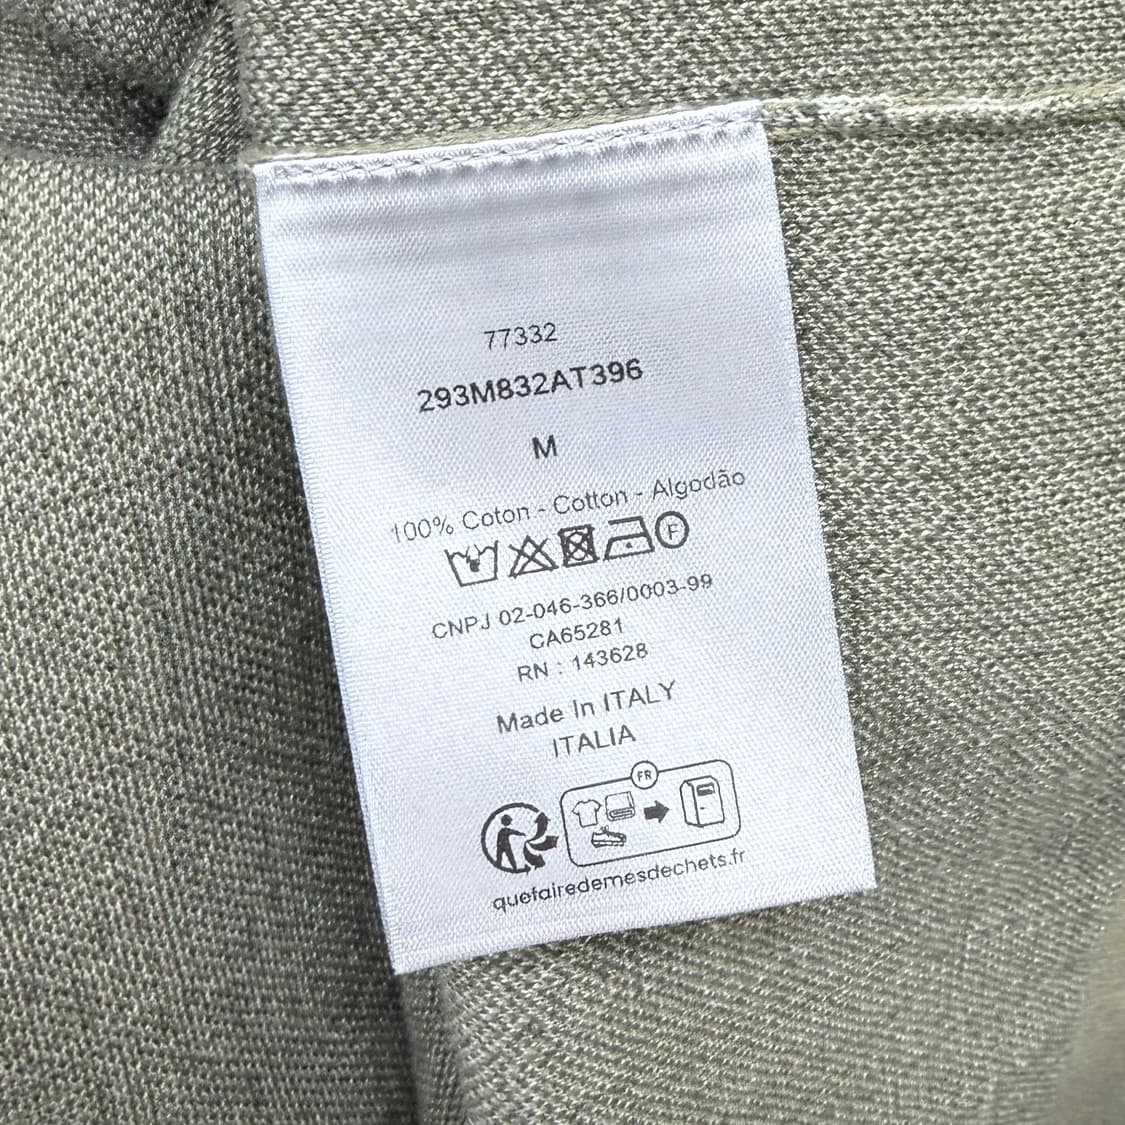 77332
293M832AT396
M
100% Coton - Cotton - Algodão
F
CNPJ 02-046-366/0003-99
CA65281
RN : 143628
Made In ITALY
ITALIA
FR
quefairedemesdechets.fr